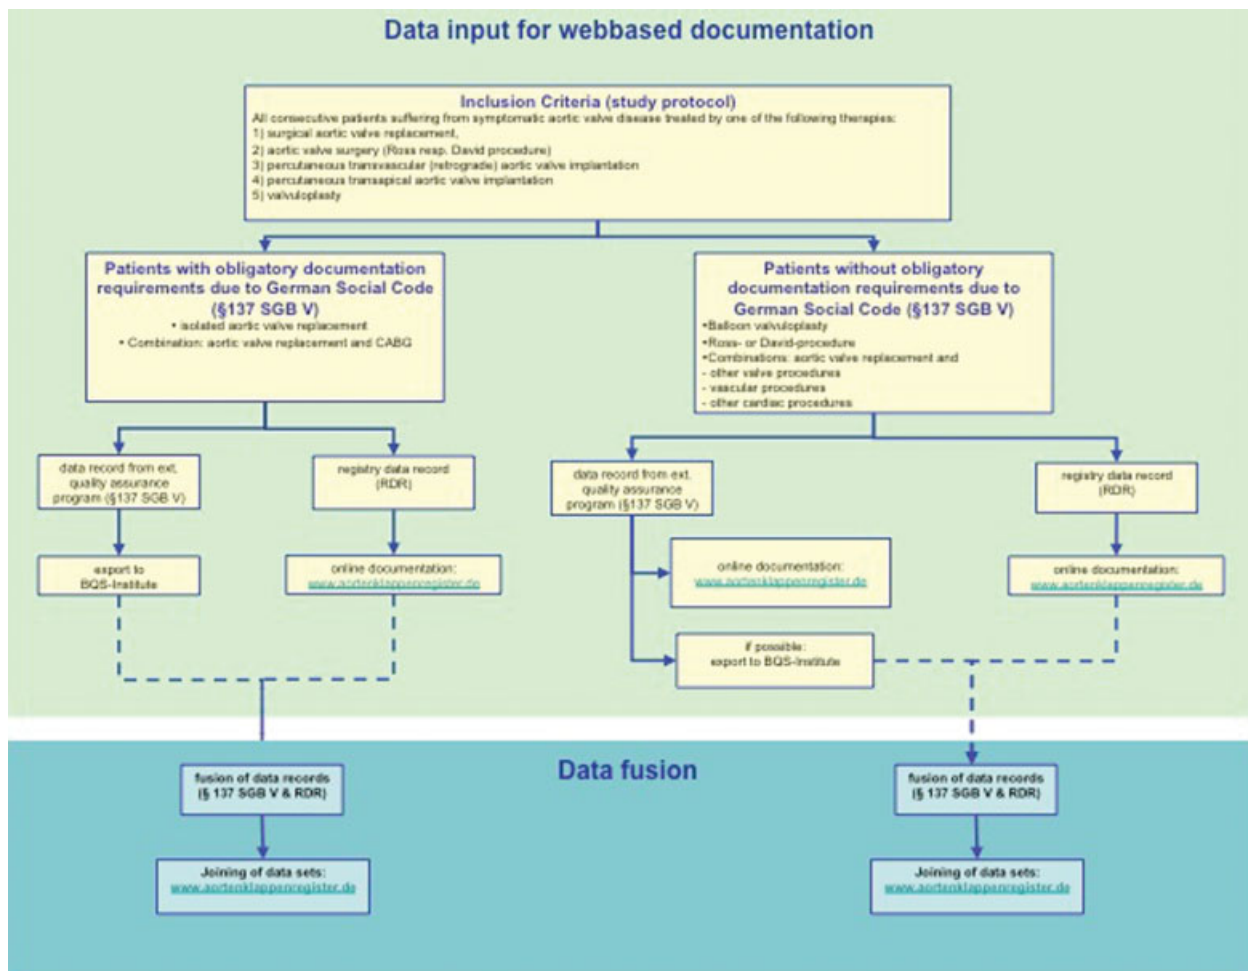 Data input for webbased documentation
Inclusion Criteria (study protocol)
All consecutive patients suffering from symptomatic aortic valve disease treated by one of the following therapies:
1) surgical aortic valve replacement,
2) aortic valve surgery (Ross resp. David procedure)
3) percutaneous transvascular (retrograde) aortic valve implantation
4) percutaneous transapical aortic valve implantation
5) valvuloplasty
Patients with obligatory documentation
requirements due to German Social Code
(§137 SGB V)
• isolated aortic valve replacement
• Combination: aortic valve replacement and CABG
Patients without obligatory
documentation requirements due to
German Social Code (§137 SGB V)
•Balloon valvuloplasty
•Ross- or David-procedure
•Combinations: aortic valve replacement and
- other valve procedures
- vascular procedures
- other cardiac procedures
data record from ext.
quality assurance
program (§137 SGB V)
registry data record
(RDR)
data record from ext.
quality assurance
program (§137 SGB V)
registry data record
(RDR)
export to
BQS-Institute
online documentation:
www.aortenklappenregister.de
online documentation:
www.aortenklappenregister.de
online documentation:
www.aortenklappenregister.de
if possible:
export to BQS-Institute
Data fusion
fusion of data records
(§ 137 SGB V & RDR)
fusion of data records
(§ 137 SGB V & RDR)
Joining of data sets:
www.aortenklappenregister.de
Joining of data sets:
www.aortenklappenregister.de